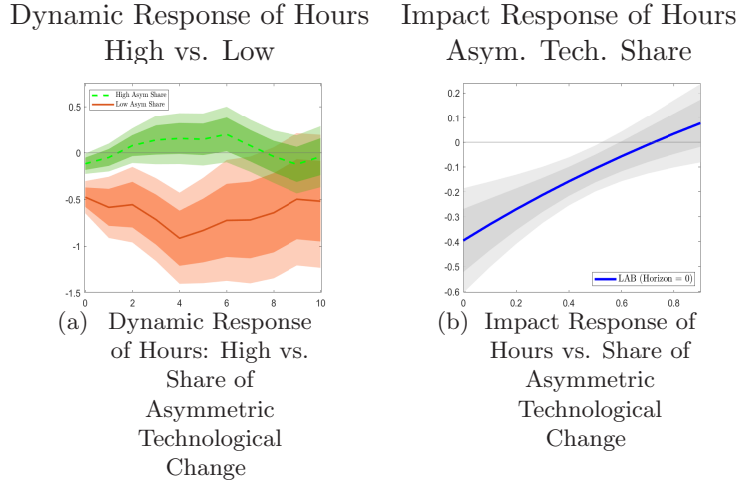 Dynamic Response of Hours
High vs. Low
High Asym Share
Low Asym Share
0.5
0
-0.5
-1
-1.5
0 2 4 6 8 10
(a) Dynamic Response
of Hours: High vs.
Share of
Asymmetric
Technological
Change
Impact Response of Hours
Asym. Tech. Share
0.2
0.1
0
-0.1
-0.2
-0.3
-0.4
-0.5
-0.6
LAB (Horizon = 0)
0 0.2 0.4 0.6 0.8
(b) Impact Response of
Hours vs. Share of
Asymmetric
Technological
Change